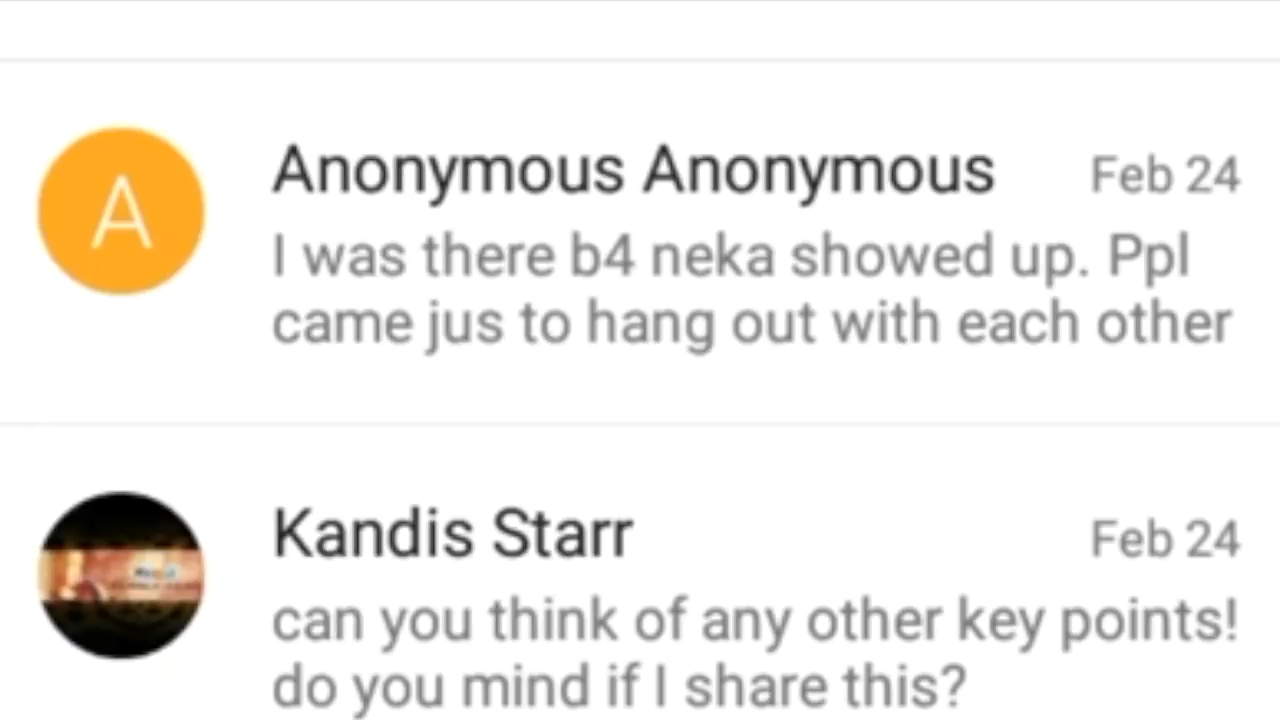 A
Anonymous Anonymous Feb 24
I was there b4 neka showed up. Ppl
came jus to hang out with each other
Kandis Starr Feb 24
can you think of any other key points!
do you mind if I share this?